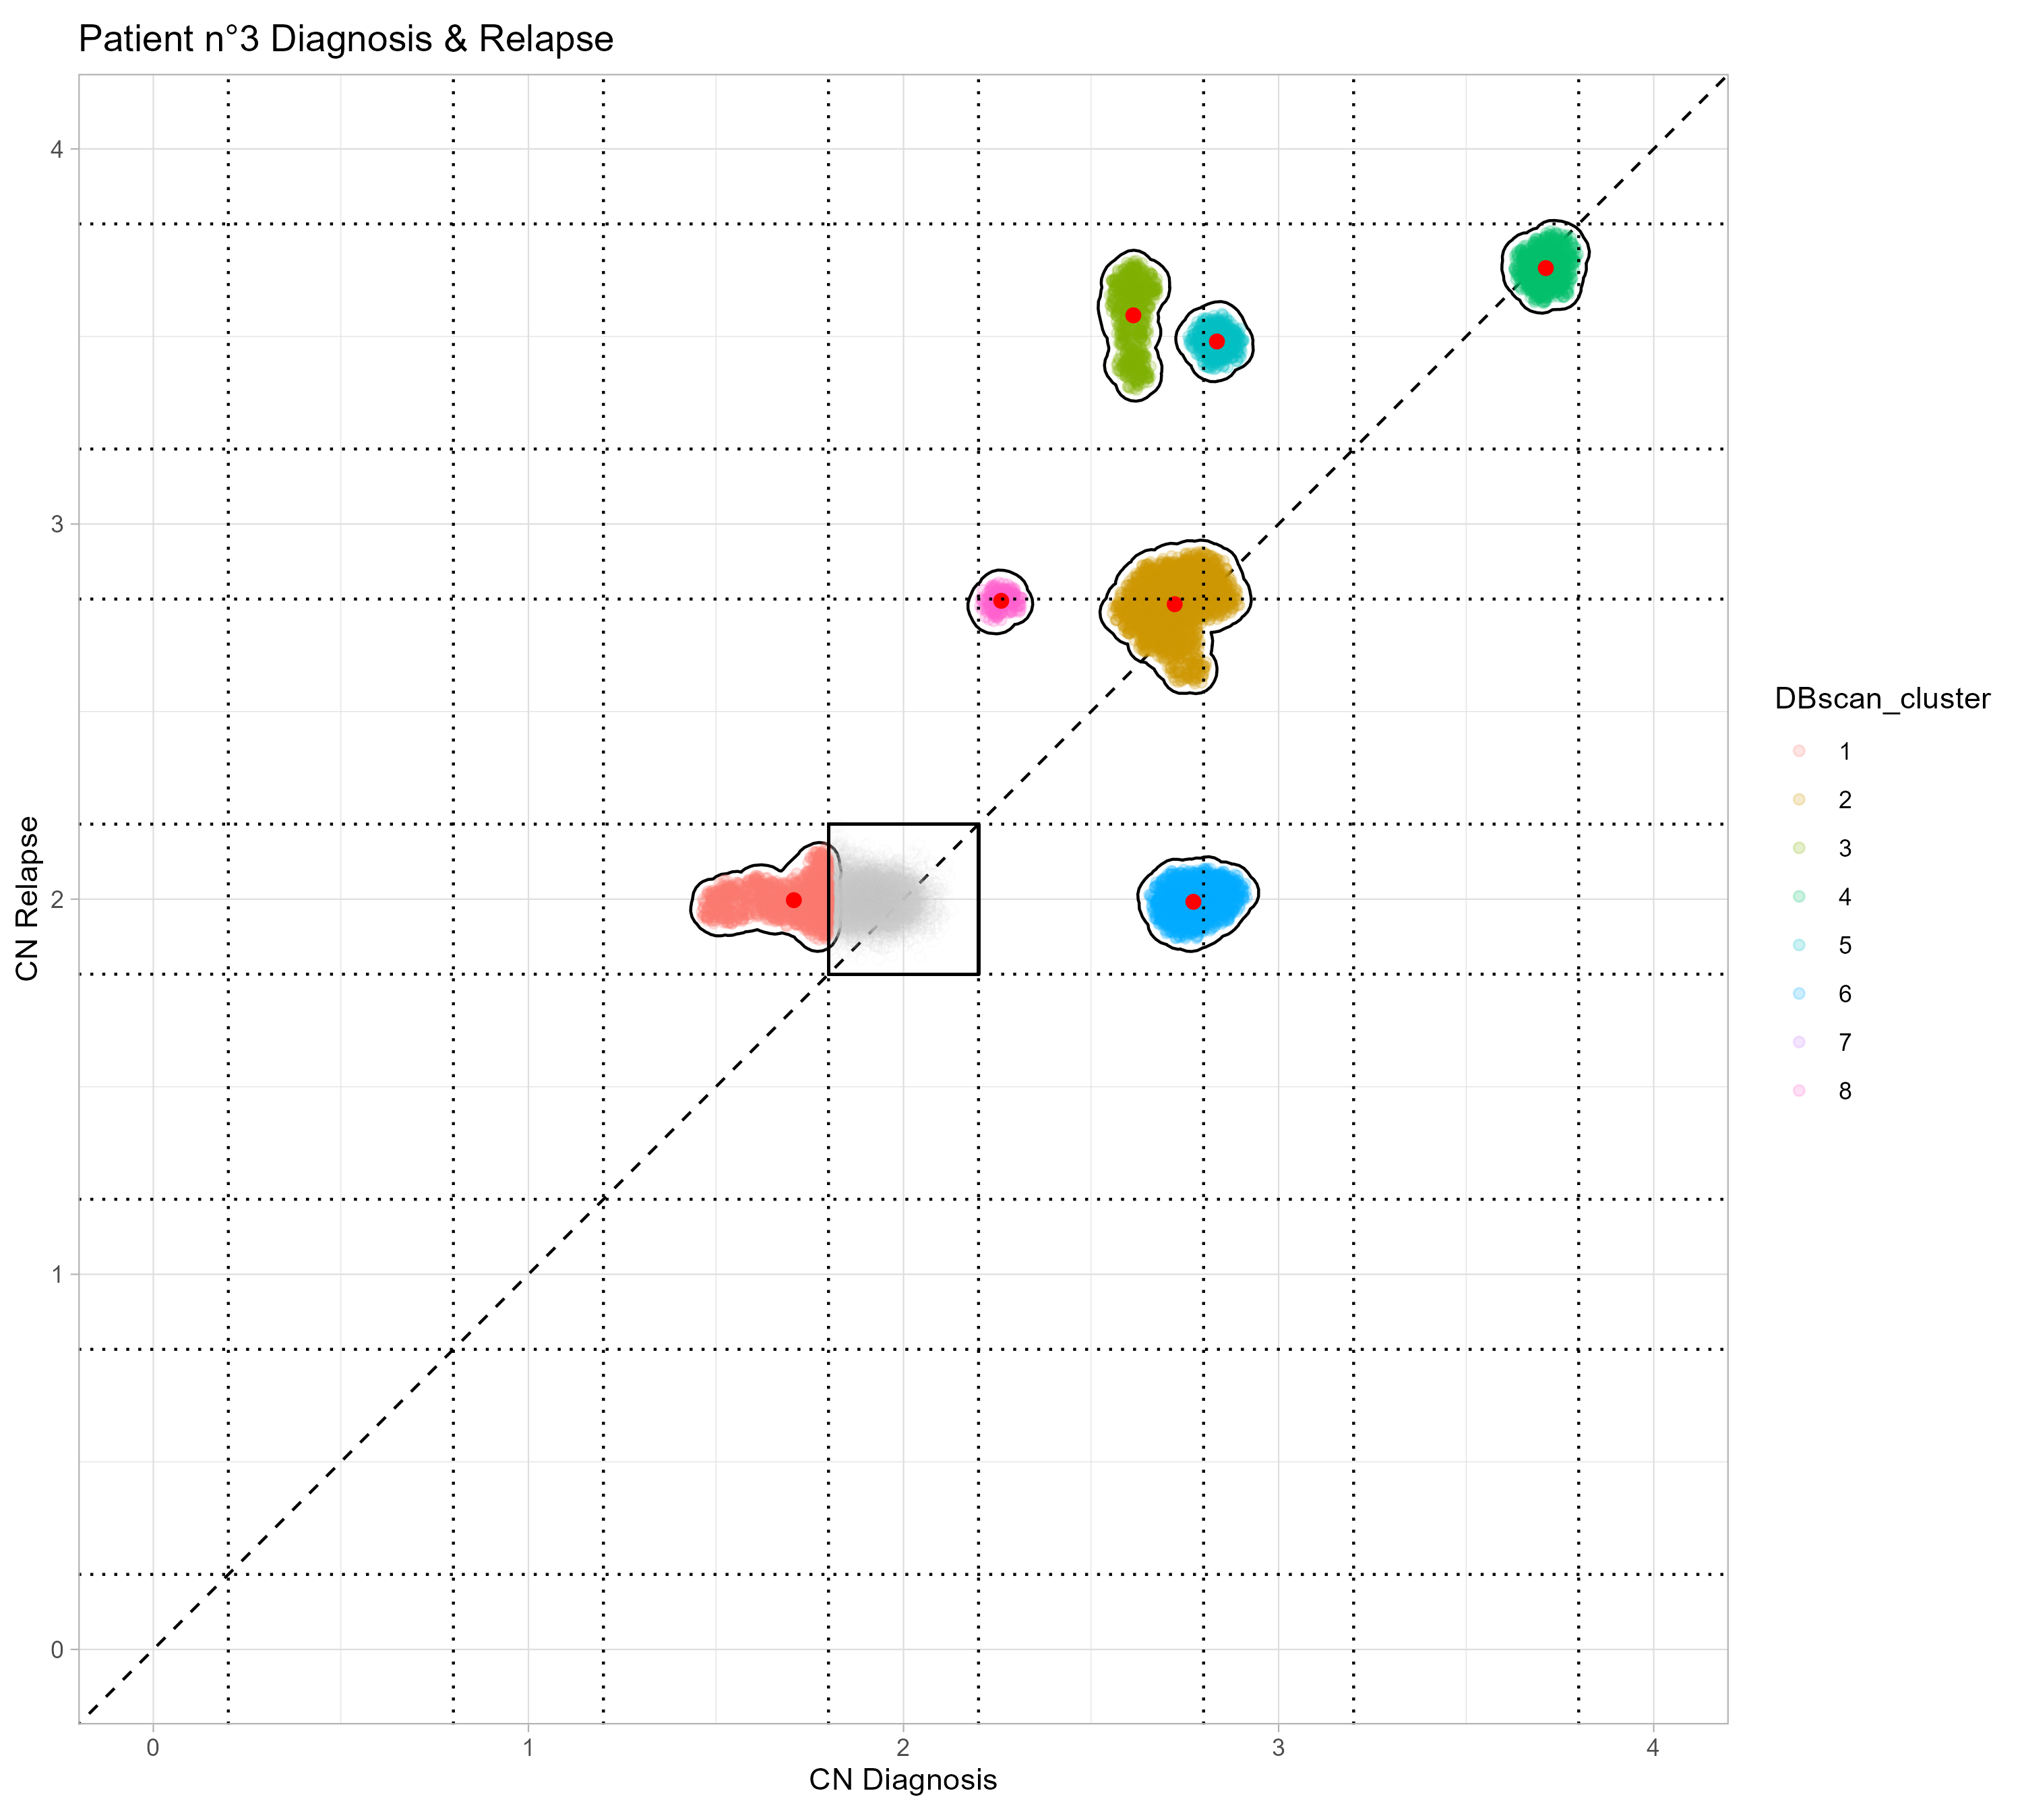 Patient n°3 Diagnosis & Relapse
4
3
2
1
0
CN Relapse
0 1 2 3 4
CN Diagnosis
DBscan_cluster
1
2
3
4
5
6
7
8